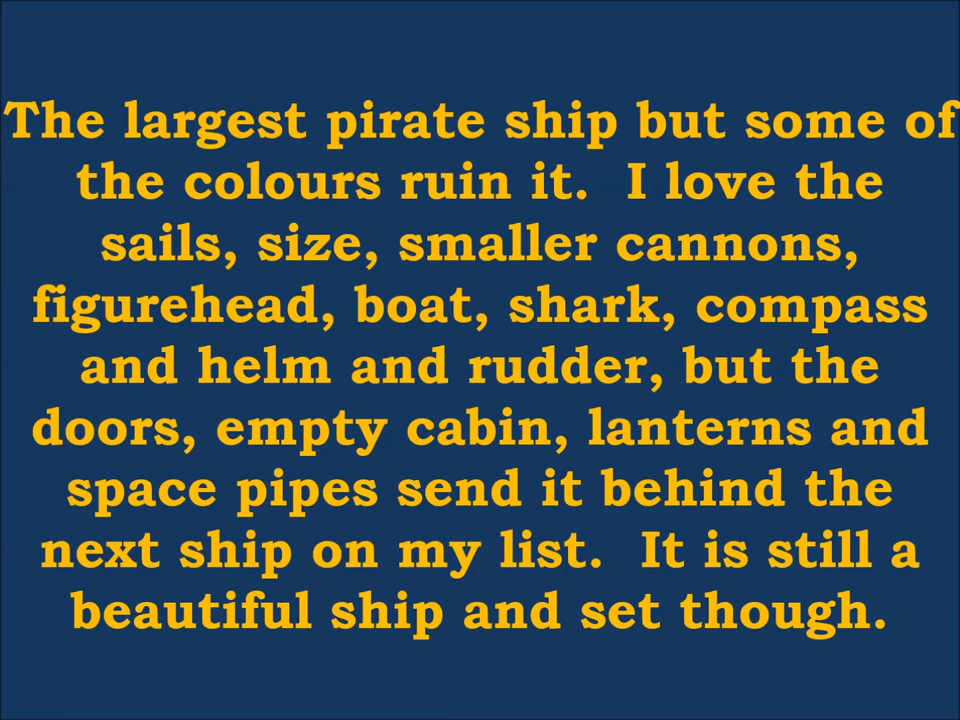 The largest pirate ship but some of
the colours ruin it.  I love the
sails, size, smaller cannons,
figurehead, boat, shark, compass
and helm and rudder, but the
doors, empty cabin, lanterns and
space pipes send it behind the
next ship on my list.  It is still a
beautiful ship and set though.